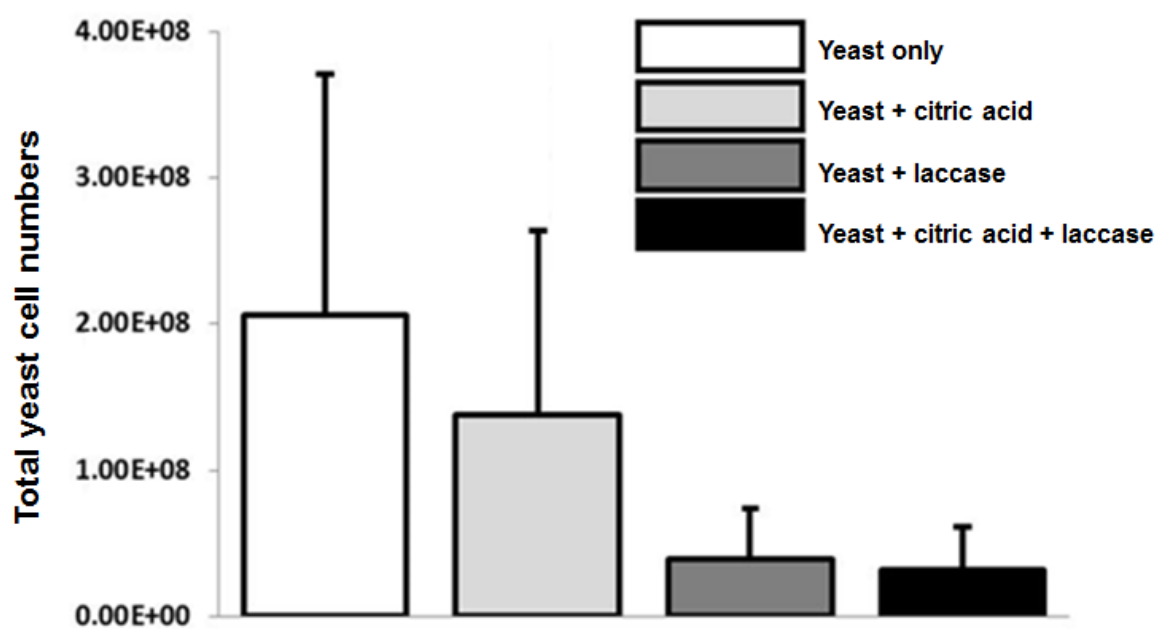 4.00E+08
3.00E+08
2.00E+08
1.00E+08
0.00E+00
Total yeast cell numbers
Yeast only
Yeast + citric acid
Yeast + laccase
Yeast + citric acid + laccase